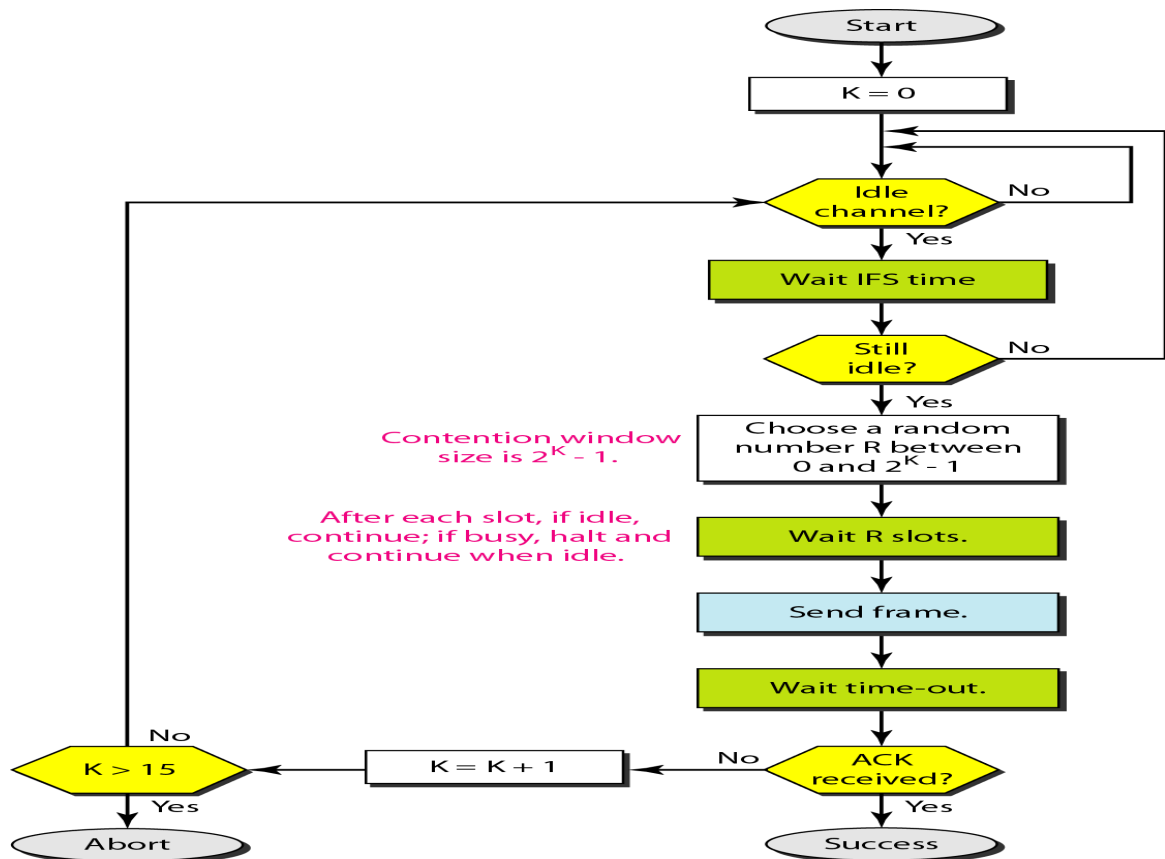 Start
K = 0
Idle
channel?
No
Yes
Wait IFS time
Still
idle?
No
Yes
Contention window
size is 2^K - 1.
Choose a random
number R between
0 and 2^K - 1
After each slot, if idle,
continue; if busy, halt and
continue when idle.
Wait R slots.
Send frame.
Wait time-out.
ACK
received?
No
Yes
K = K + 1
K > 15
No
Yes
Abort
Success